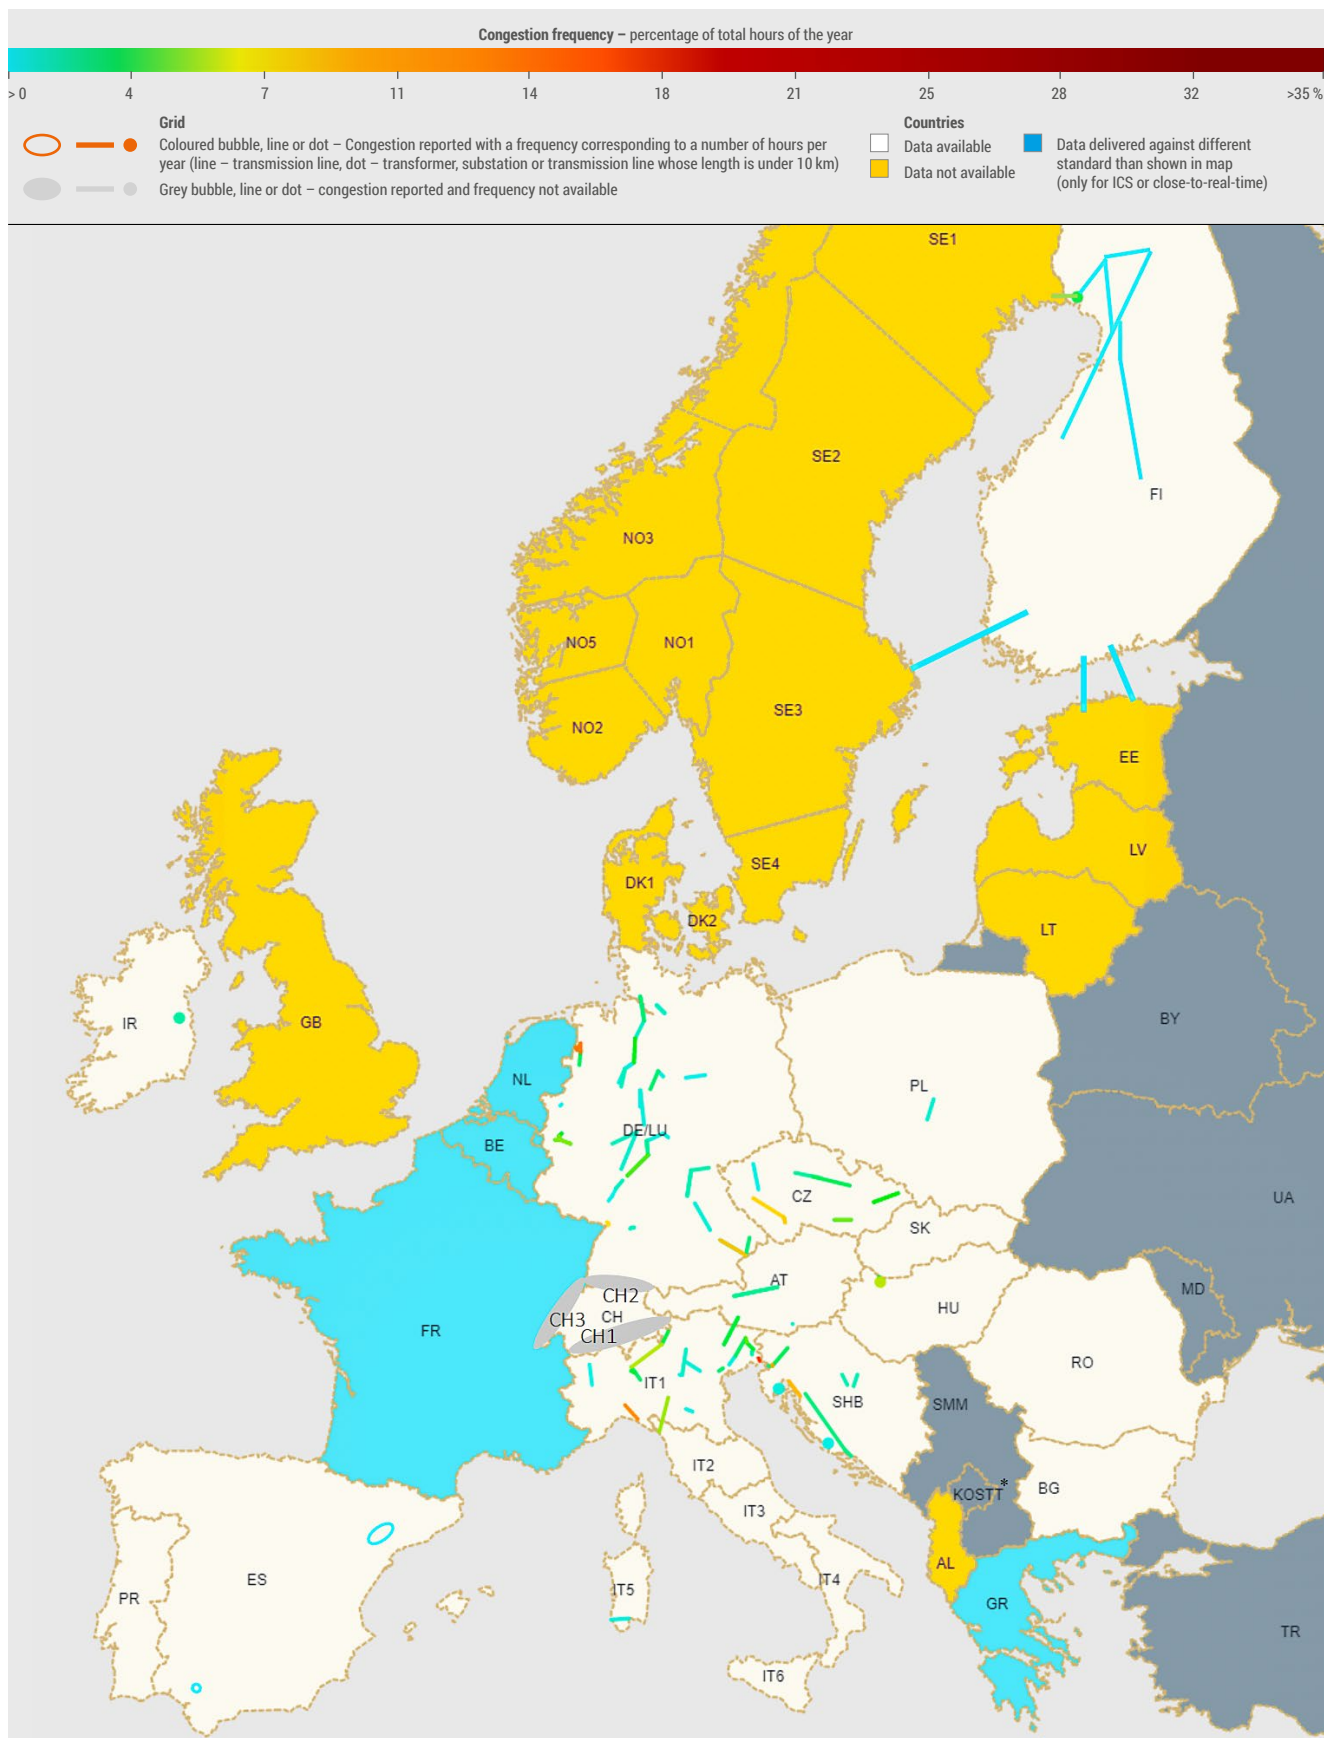 Congestion frequency – percentage of total hours of the year
> 0 4 7 11 14 18 21 25 28 32 >35 %
Grid
Coloured bubble, line or dot – Congestion reported with a frequency corresponding to a number of hours per
year (line – transmission line, dot – transformer, substation or transmission line whose length is under 10 km)
Grey bubble, line or dot – congestion reported and frequency not available
Countries
Data available
Data not available
Data delivered against different
standard than shown in map
(only for ICS or close-to-real-time)
SE1
SE2
FI
NO3
NO5
NO1
SE3
NO2
EE
LV
SE4
DK1
DK2
LT
IR
GB
BY
NL
PL
DE/LU
BE
CZ
UA
SK
AT
MD
CH2
HU
CH
CH3
FR
CH1
RO
IT1
SHB
SMM
IT2
KOSTT*
BG
IT3
AL
ES
IT4
IT5
PR
GR
TR
IT6